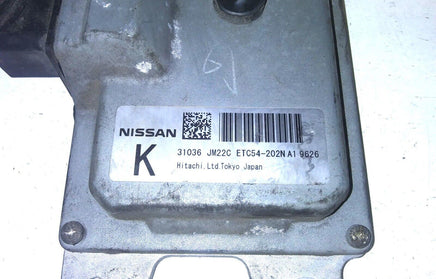 NISSAN
K
31036 JM22C ETC54-202N A1 9626
Hitachi.Ltd.Tokyo Japan